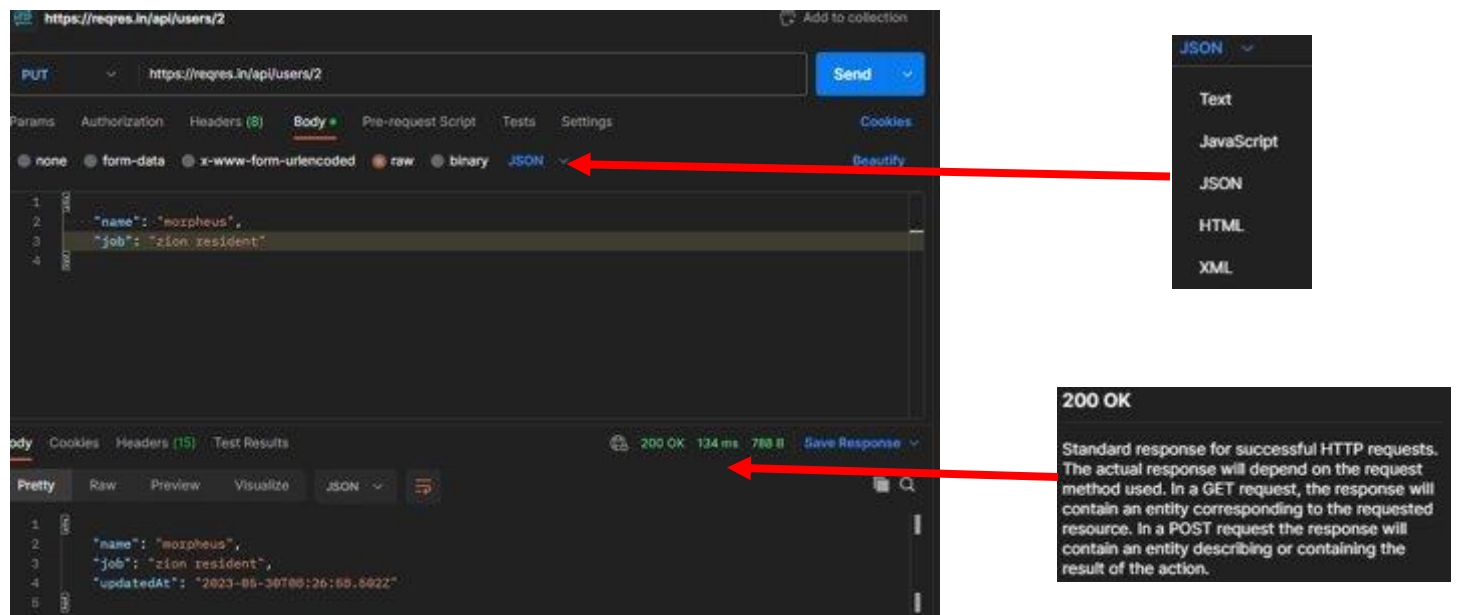 https://reqres.in/api/users/2
Add to collection
PUT https://reqres.in/api/users/2
Send
Params Authorization Headers (8) Body Pre-request Script Tests Settings Cookies
none form-data x-www-form-urlencoded raw binary JSON Beautify
1 {
2 "name": "morpheus",
3 "job": "zion resident"
4 }
ody Cookies Headers (15) Test Results
200 OK 134 ms 788 B Save Response
Pretty Raw Preview Visualize JSON
1 {
2 "name": "morpheus",
3 "job": "zion resident",
4 "updatedAt":
5 }
JSON
Text
JavaScript
JSON
HTML
XML
200 OK
Standard response for successful HTTP requests.
The actual response will depend on the request
method used. In a GET request, the response will
contain an entity corresponding to the requested
resource. In a POST request the response will
contain an entity describing or containing the
result of the action.